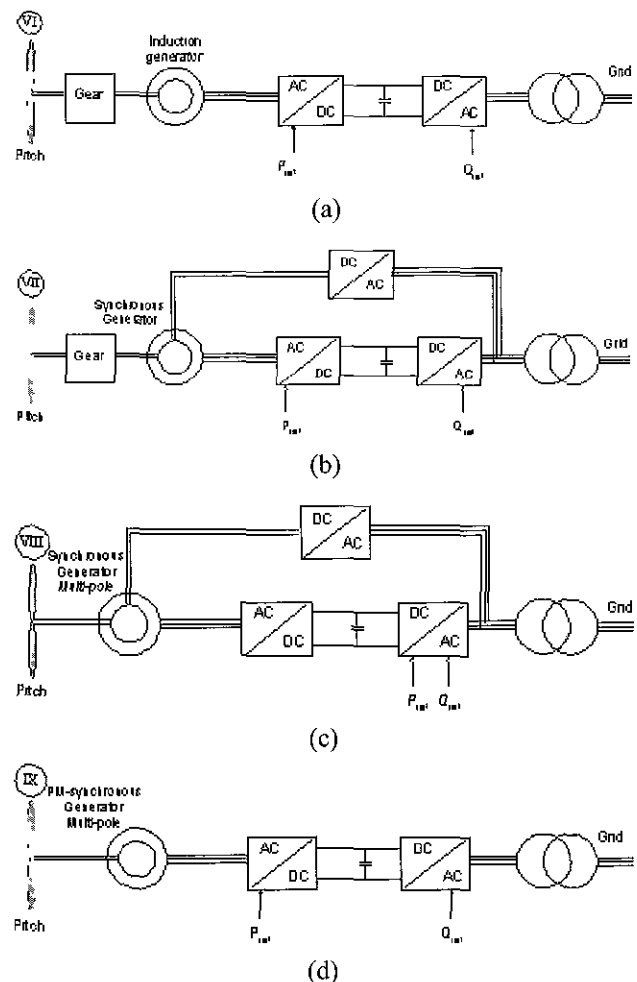 VI
Induction
generator
Gear
AC
DC
DC
AC
Grid
Pitch
P
Q
(a)
VII
Synchronous
Generator
DC
AC
Gear
AC
DC
DC
AC
Grid
Pitch
P
Q
(b)
VIII
Synchronous
Generator
Multi-pole
DC
AC
AC
DC
DC
AC
Grid
Pitch
P
Q
(c)
IX
PM-synchronous
Generator
Multi-pole
AC
DC
DC
AC
Grid
Pitch
P
Q
(d)